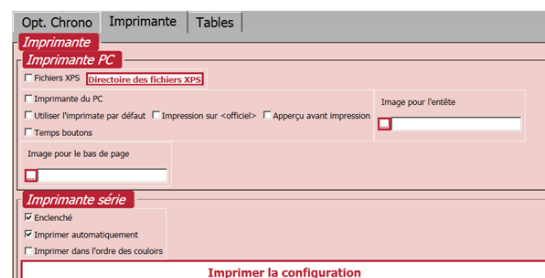 Opt. Chrono Imprimante Tables
Imprimante
Imprimante PC
Fichiers XPS Directoire des fichiers XPS
Imprimante du PC
Image pour l'entête
Utiliser l'imprimate par défaut Impression sur <officiel> Apperçu avant impression
...
Temps boutons
Image pour le bas de page
...
Imprimante série
Enclenché
Imprimer automatiquement
Imprimer dans l'ordre des couloirs
Imprimer la configuration